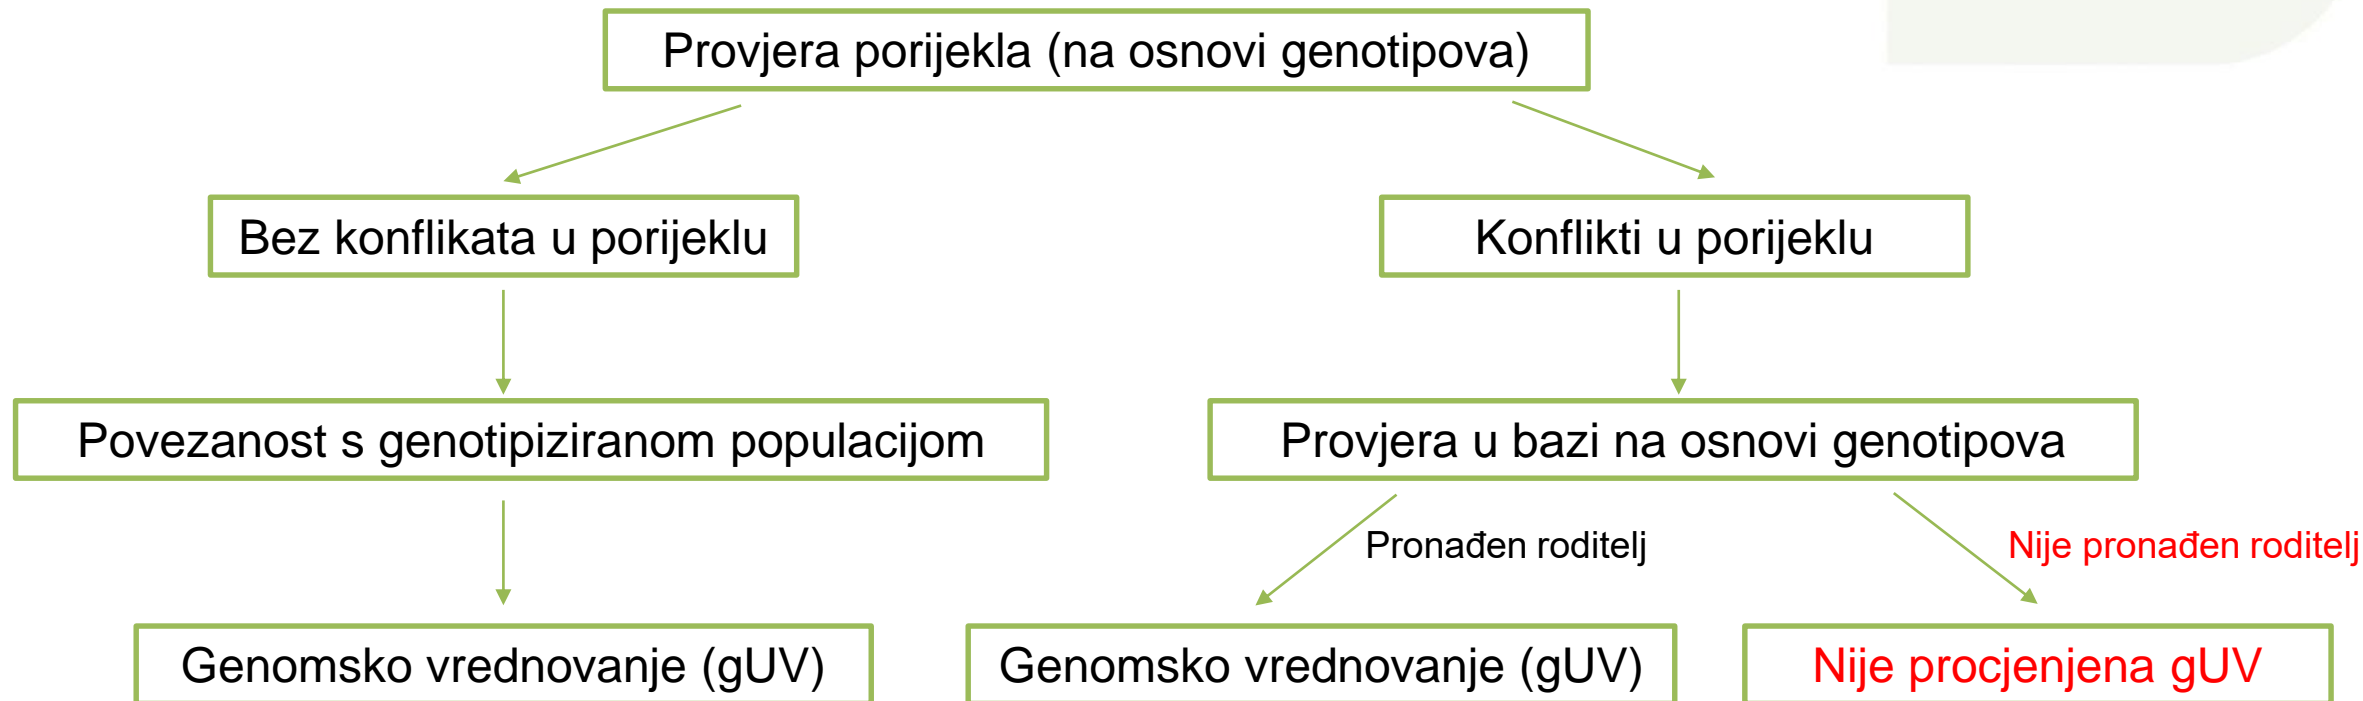 Provjera porijekla (na osnovi genotipova)
Bez konflikata u porijeklu
Konflikti u porijeklu
Povezanost s genotipiziranom populacijom
Provjera u bazi na osnovi genotipova
Pronađen roditelj
Nije pronađen roditelj
Genomsko vrednovanje (gUV)
Genomsko vrednovanje (gUV)
Nije procjenjena gUV